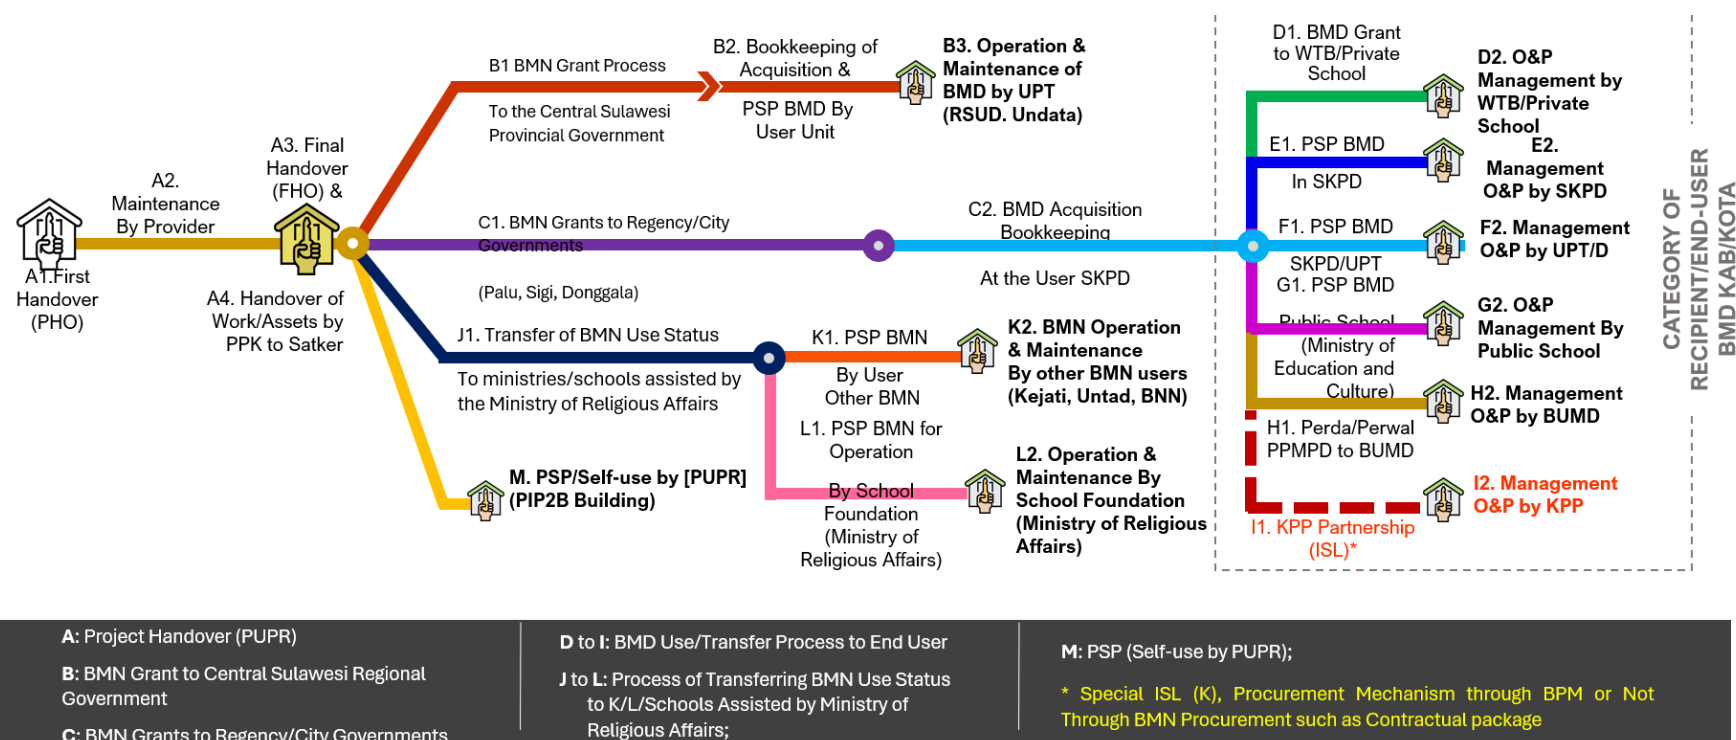 A1.First
Handover
(PHO)
A2.
Maintenance
By Provider
A3. Final
Handover
(FHO) &
A4. Handover of
Work/Assets by
PPK to Satker
B1 BMN Grant Process
To the Central Sulawesi
Provincial Government
B2. Bookkeeping of
Acquisition &
PSP BMD By
User Unit
B3. Operation &
Maintenance of
BMD by UPT
(RSUD. Undata)
C1. BMN Grants to Regency/City
Governments
(Palu, Sigi, Donggala)
C2. BMD Acquisition
Bookkeeping
At the User SKPD
J1. Transfer of BMN Use Status
To ministries/schools assisted by
the Ministry of Religious Affairs
K1. PSP BMN
By User
Other BMN
K2. BMN Operation
& Maintenance
By other BMN users
(Kejati, Untad, BNN)
L1. PSP BMN for
Operation
By School
Foundation
(Ministry of
Religious Affairs)
L2. Operation &
Maintenance By
School Foundation
(Ministry of Religious
Affairs)
M. PSP/Self-use by [PUPR]
(PIP2B Building)
D1. BMD Grant
to WTB/Private
School
D2. O&P
Management by
WTB/Private
School
E1. PSP BMD
In SKPD
E2.
Management
O&P by SKPD
F1. PSP BMD
SKPD/UPT
F2. Management
O&P by UPT/D
G1. PSP BMD
Public School
(Ministry of
Education and
Culture)
G2. O&P
Management By
Public School
H1. Perda/Perwal
PPMPD to BUMD
H2. Management
O&P by BUMD
I1. KPP Partnership
(ISL)*
I2. Management
O&P by KPP
CATEGORY OF
RECIPIENT/END-USER
BMD KAB/KOTA
A: Project Handover (PUPR)
B: BMN Grant to Central Sulawesi Regional
Government
C: BMN Grants to Regency/City Governments
D to I: BMD Use/Transfer Process to End User
J to L: Process of Transferring BMN Use Status
to K/L/Schools Assisted by Ministry of
Religious Affairs;
M: PSP (Self-use by PUPR);
* Special ISL (K), Procurement Mechanism through BPM or Not
Through BMN Procurement such as Contractual package